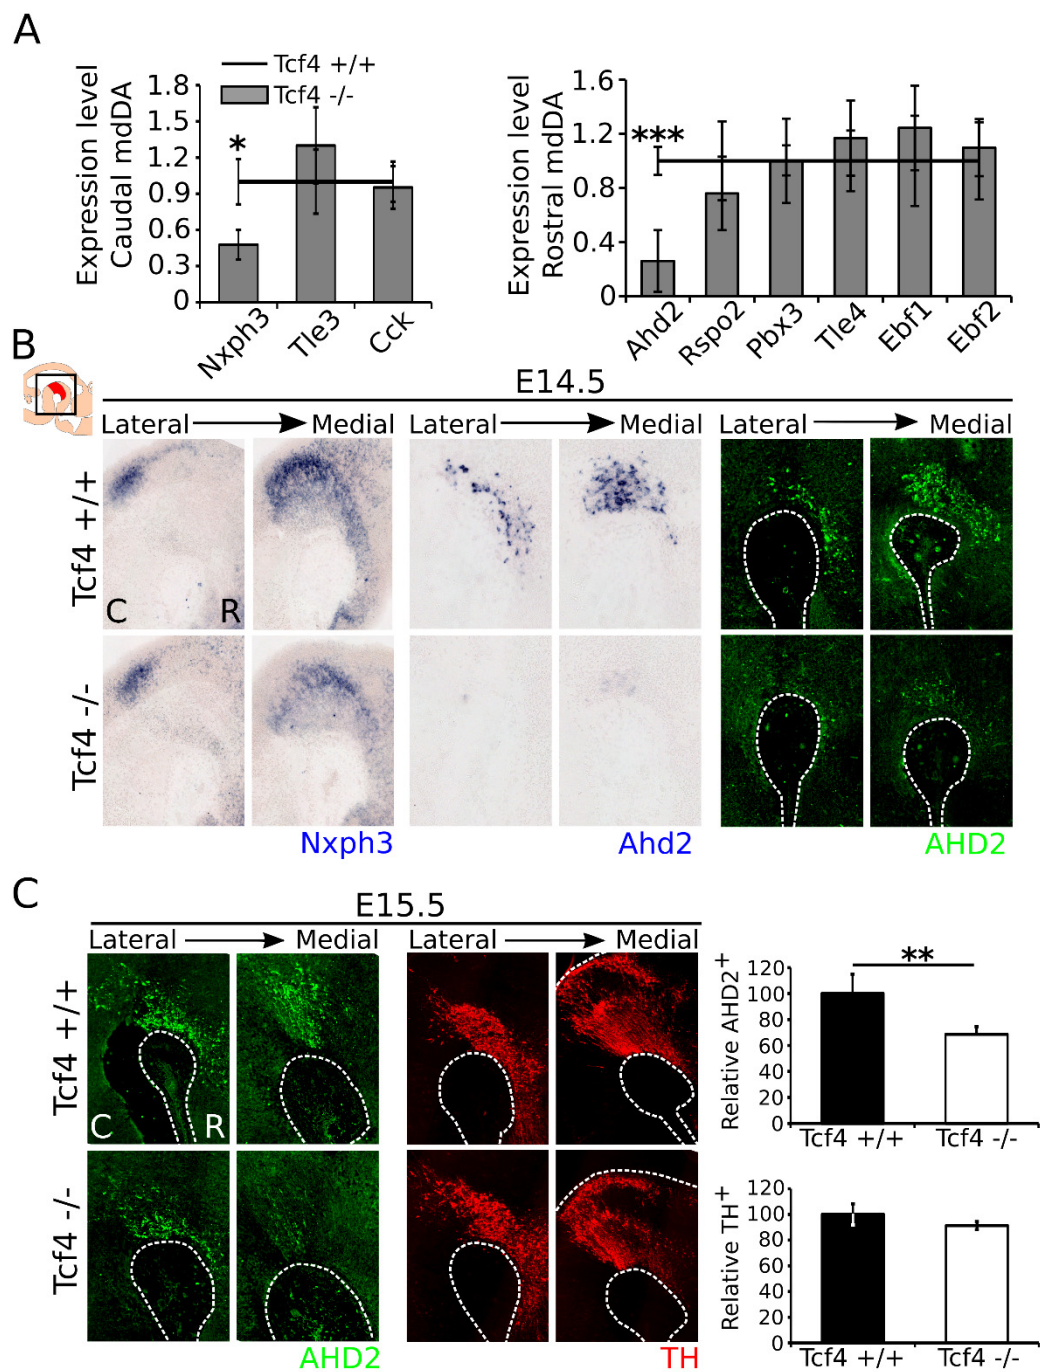 A
Tcf4 +/+
Tcf4 -/-
Expression level
Caudal mdDA
1.8
1.5
1.2
0.9
0.6
0.3
0
*
Nxph3
Tle3
Cck
Expression level
Rostral mdDA
1.6
1.2
0.8
0.4
0
***
Ahd2
Rspo2
Pbx3
Tle4
Ebf1
Ebf2
B
E14.5
Lateral
Medial
Lateral
Medial
Lateral
Medial
Tcf4 +/+
C
R
Tcf4 -/-
Nxph3
Ahd2
AHD2
C
E15.5
Lateral
Medial
Lateral
Medial
Tcf4 +/+
C
R
Tcf4 -/-
AHD2
TH
Relative AHD2+
120
100
80
60
40
20
0
**
Tcf4 +/+
Tcf4 -/-
Relative TH+
120
100
80
60
40
20
0
Tcf4 +/+
Tcf4 -/-